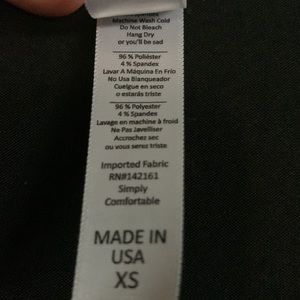 Machine Wash Cold
Do Not Bleach
Hang Dry
or you'll be sad
96 % Poliéster
4 % Spandex
Lavar A Máquina En Frío
No Usa Blanqueador
Cuelgue en seco
o estarás triste
96 % Polyester
4 % Spandex
Lavage en machine à froid
Ne Pas Javelliser
Accrochez sec
ou vous serez triste
Imported Fabric
RN#142161
Simply
Comfortable
MADE IN
USA
XS